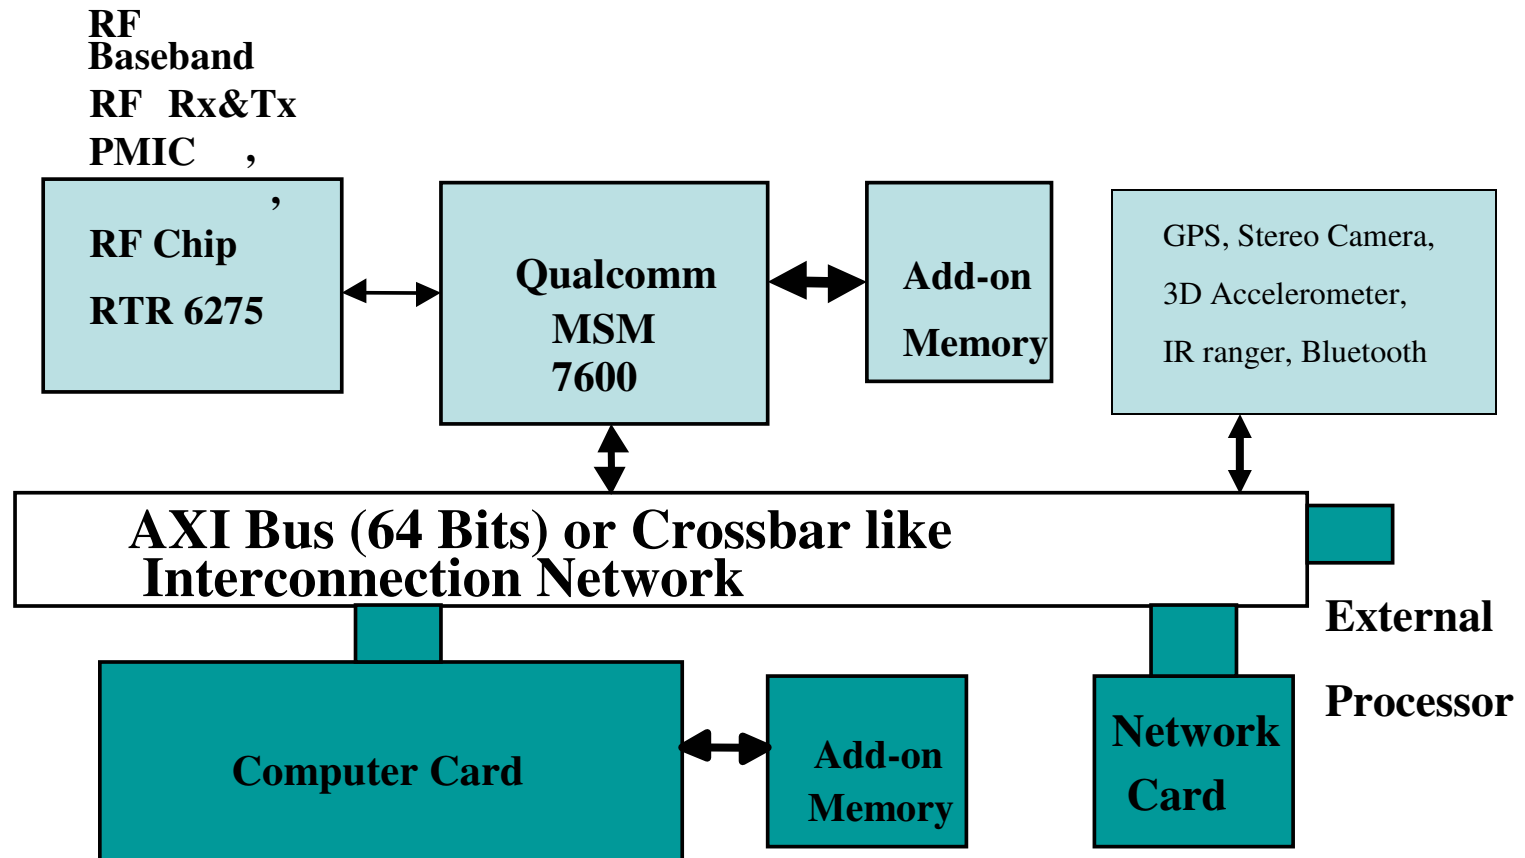 RF
Baseband
RF Rx&Tx
PMIC ,
,
RF Chip
RTR 6275
Qualcomm
MSM
7600
Add-on
Memory
GPS, Stereo Camera,
3D Accelerometer,
IR ranger, Bluetooth
AXI Bus (64 Bits) or Crossbar like
Interconnection Network
External
Processor
Computer Card
Add-on
Memory
Network
Card